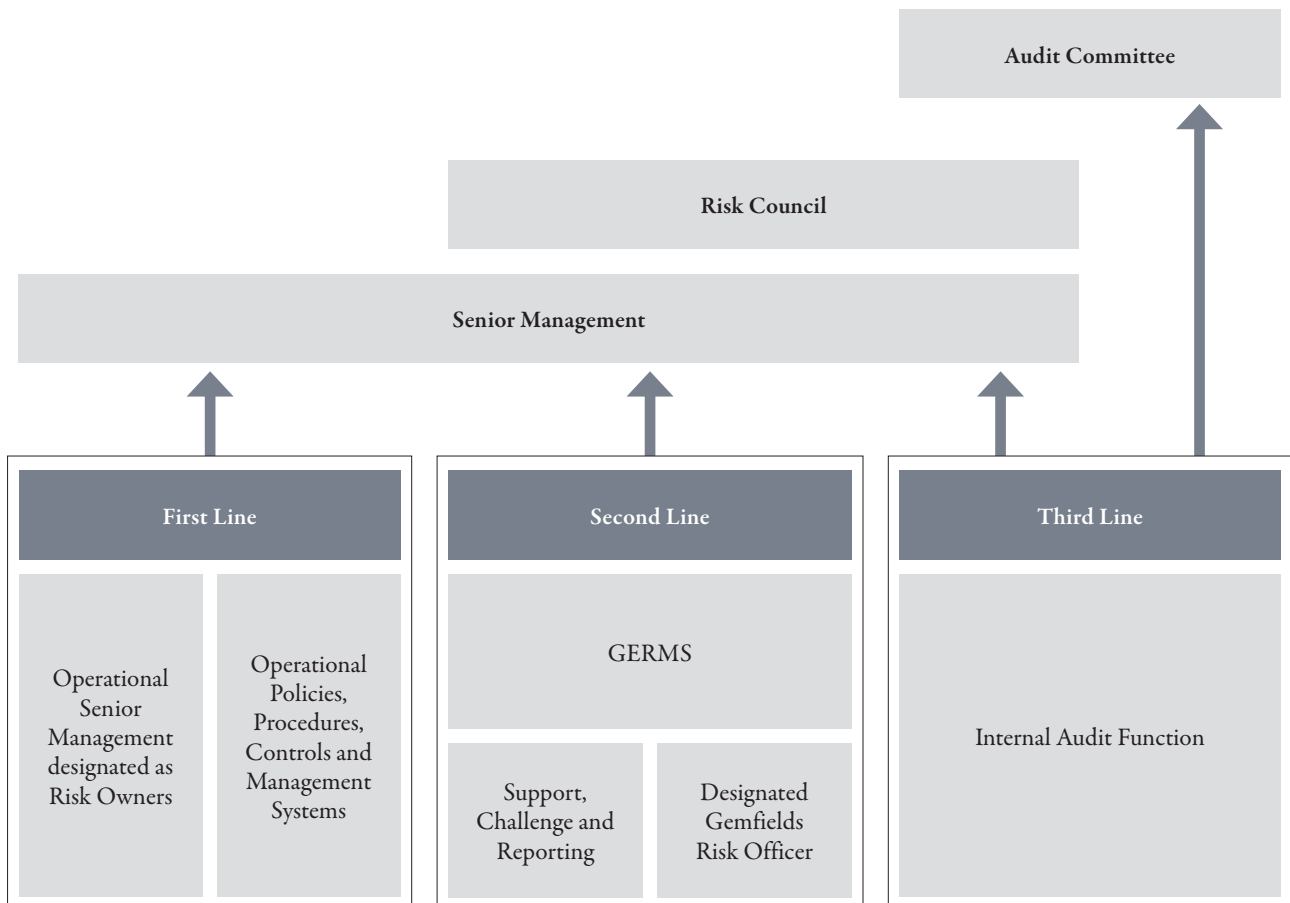 Audit Committee
Risk Council
Senior Management
First Line
Second Line
Third Line
Operational
Senior
Management
designated as
Risk Owners
Operational
Policies,
Procedures,
Controls and
Management
Systems
GERMS
Support,
Challenge and
Reporting
Designated
Gemfields
Risk Officer
Internal Audit Function